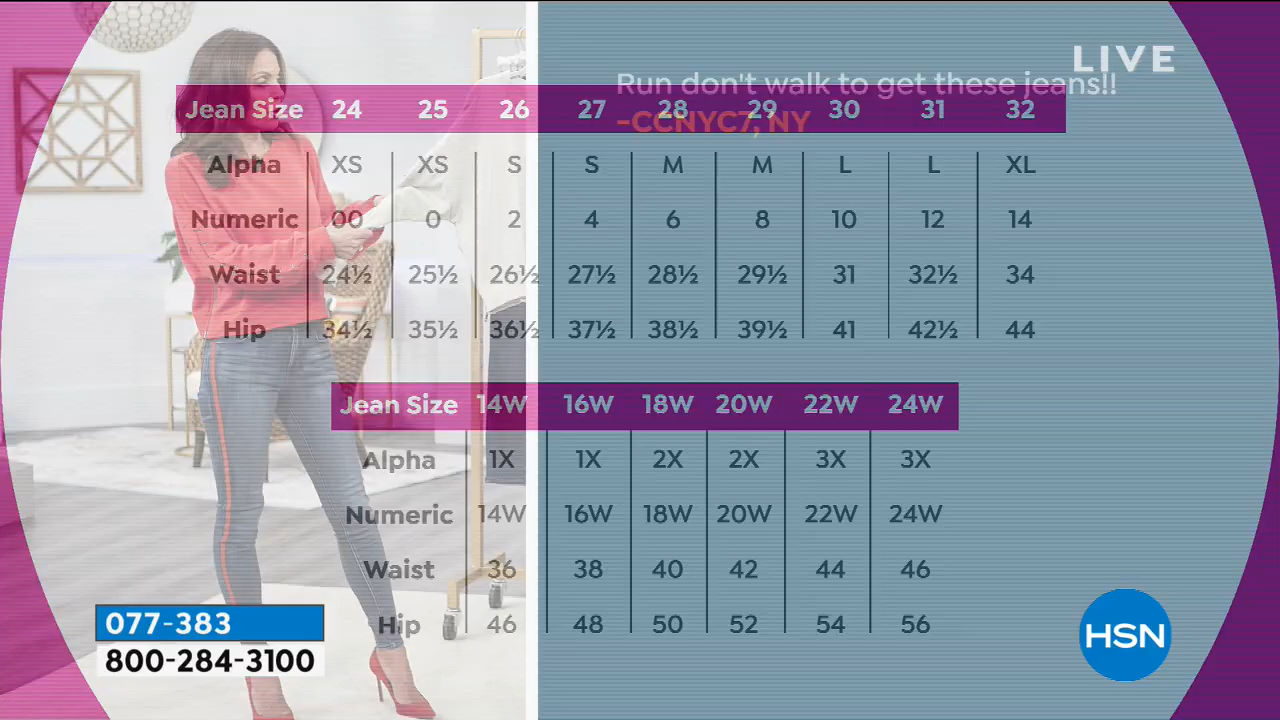 LIVE
Run don't walk to get these jeans!!
-CCNYC7, NY
Jean Size 24 25 26 27 28 29 30 31 32
Alpha XS XS S S M M L L XL
Numeric 00 0 2 4 6 8 10 12 14
Waist 24½ 25½ 26½ 27½ 28½ 29½ 31 32½ 34
Hip 34½ 35½ 36½ 37½ 38½ 39½ 41 42½ 44
Jean Size 14W 16W 18W 20W 22W 24W
Alpha 1X 1X 2X 2X 3X 3X
Numeric 14W 16W 18W 20W 22W 24W
Waist 36 38 40 42 44 46
Hip 46 48 50 52 54 56
077-383
800-284-3100
HSN